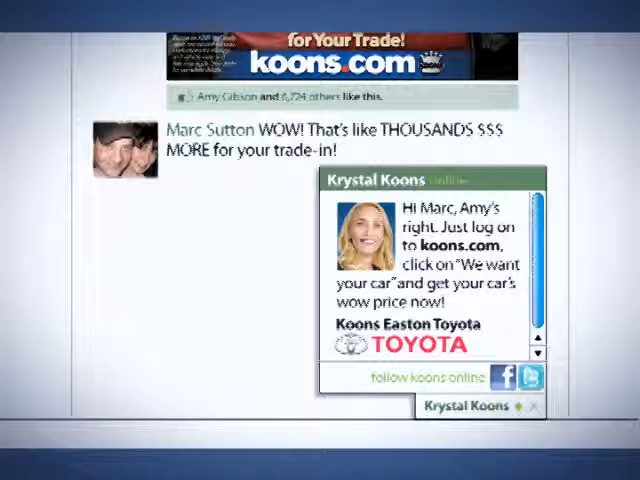 for Your Trade!
koons.com
Amy Gibson and 6,724 others like this.
Marc Sutton WOW! That's like THOUSANDS $$$
MORE for your trade-in!
Krystal Koons online
Hi Marc, Amy's
right. Just log on
to koons.com,
click on "We want
your car"and get your car's
wow price now!
Koons Easton Toyota
TOYOTA
follow koons online
Krystal Koons